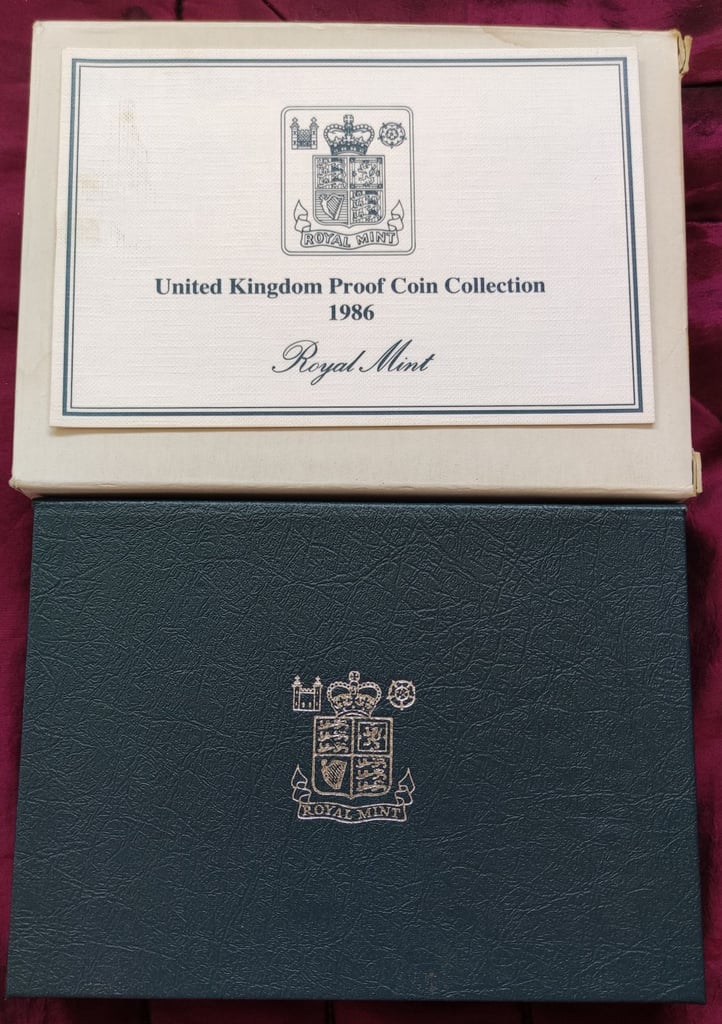 ROYAL MINT
United Kingdom Proof Coin Collection
1986
Royal Mint
ROYAL MINT